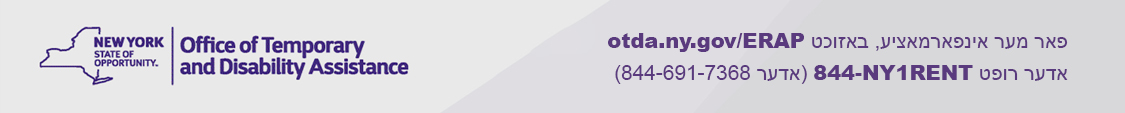 NEW YORK
STATE OF
OPPORTUNITY.
Office of Temporary
and Disability Assistance
פאר מער אינפארמאציע, באזוכט otda.ny.gov/ERAP
אדער רופט 844-NY1RENT (אדער 844-691-7368)